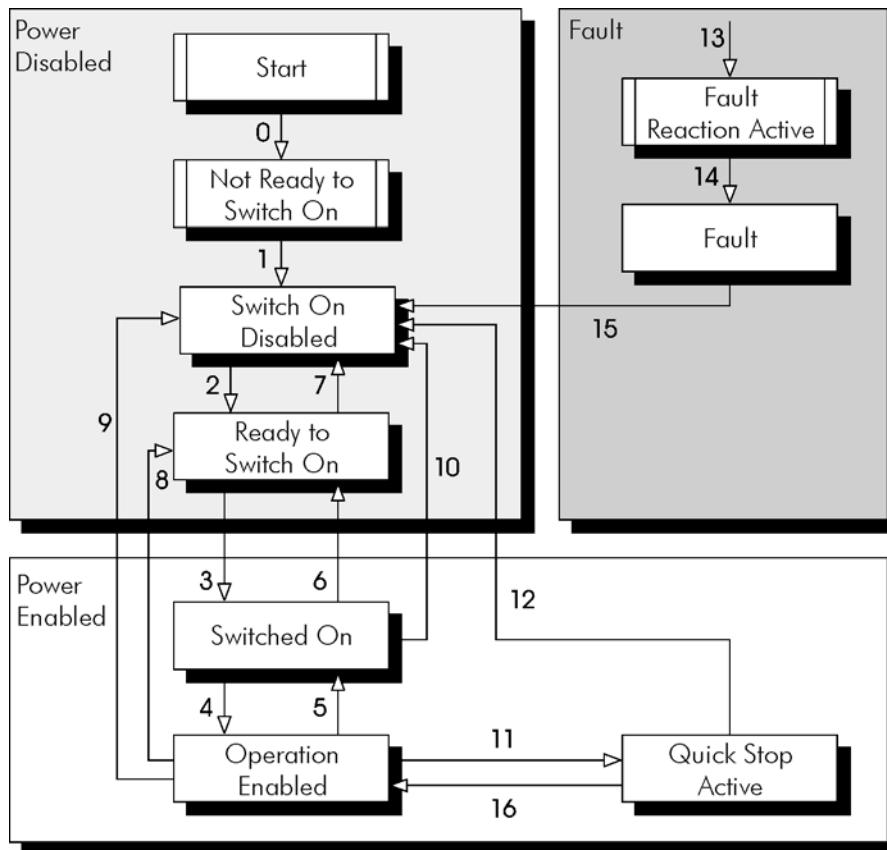 Power
Disabled
Start
0
Not Ready to
Switch On
1
Switch On
Disabled
2
7
9
Ready to
Switch On
8
10
Fault
13
Fault
Reaction Active
14
Fault
15
Power
Enabled
3
6
12
Switched On
4
5
Operation
Enabled
11
16
Quick Stop
Active